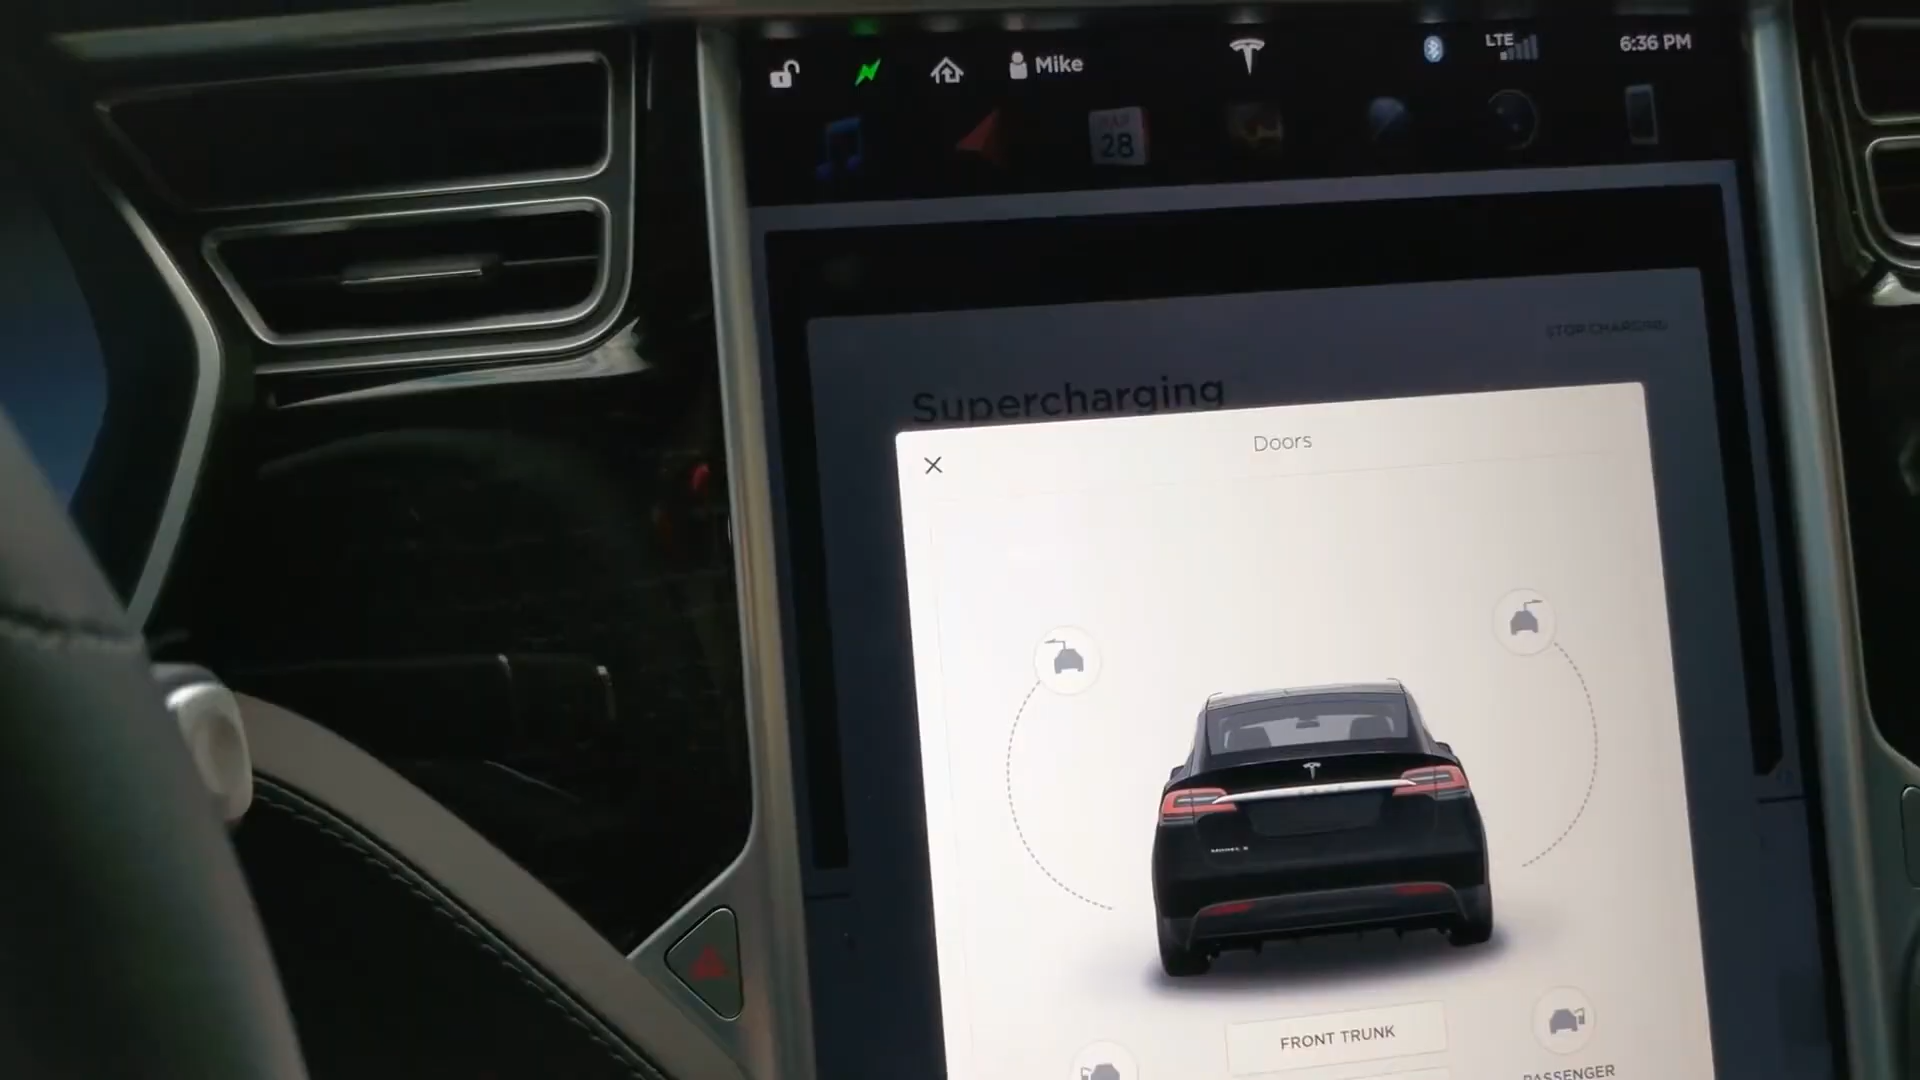 Mike
LTE
6:36 PM
28
STOP CHARGING
Supercharging
Doors
FRONT TRUNK
PASSENGER